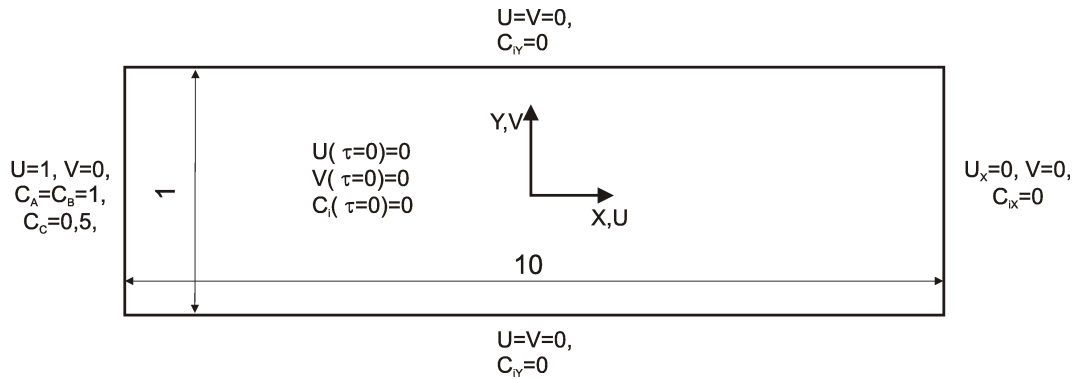 U=V=0,
C_iY=0
Y,V
U( τ=0)=0
V( τ=0)=0
C_i( τ=0)=0
X,U
U=1, V=0,
C_A=C_B=1,
C_C=0,5,
1
U_X=0, V=0,
C_iX=0
10
U=V=0,
C_iY=0